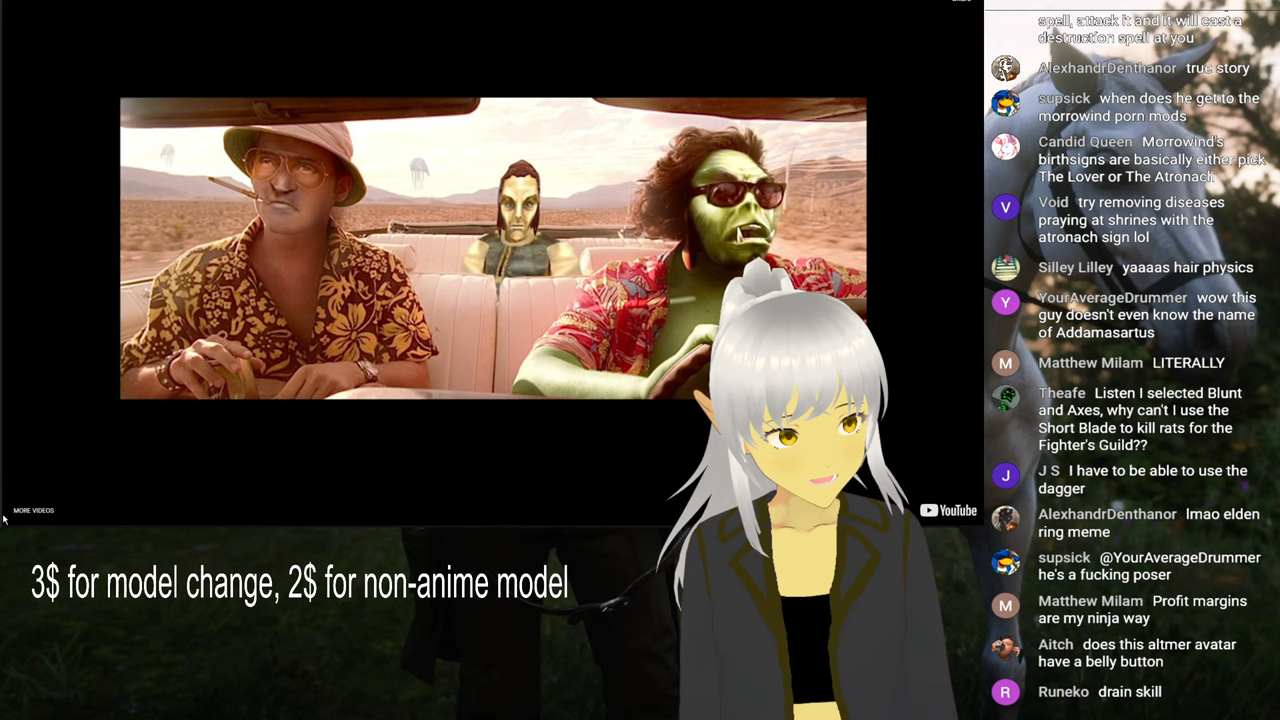 MORE VIDEOS
YouTube
3$ for model change, 2$ for non-anime model
spell, attack it and it will cast a
destruction spell at you
AlexhandrDenthanor true story
supsick when does he get to the
morrowind porn mods
Candid Queen Morrowind's
birthsigns are basically either pick
The Lover or The Atronach
V
Void try removing diseases
praying at shrines with the
atronach sign lol
Silley Lilley yaaaas hair physics
Y
YourAverageDrummer wow this
guy doesn't even know the name
of Addamasartus
M
Matthew Milam LITERALLY
Theafe Listen I selected Blunt
and Axes, why can't I use the
Short Blade to kill rats for the
Fighter's Guild??
J
J S I have to be able to use the
dagger
AlexhandrDenthanor lmao elden
ring meme
supsick @YourAverageDrummer
he's a fucking poser
M
Matthew Milam Profit margins
are my ninja way
Aitch does this altmer avatar
have a belly button
R
Runeko drain skill